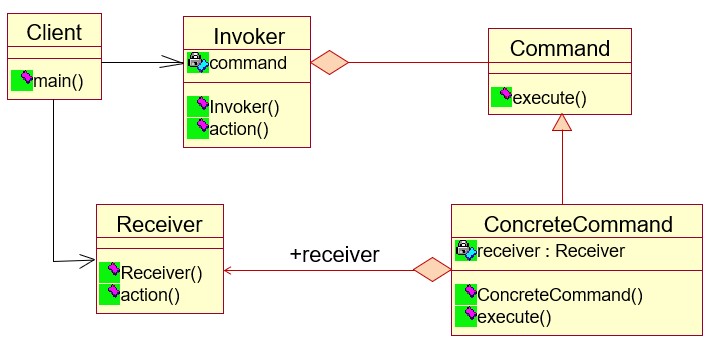 Client
main()
Invoker
command
Invoker()
action()
Command
execute()
Receiver
Receiver()
action()
+receiver
ConcreteCommand
receiver : Receiver
ConcreteCommand()
execute()